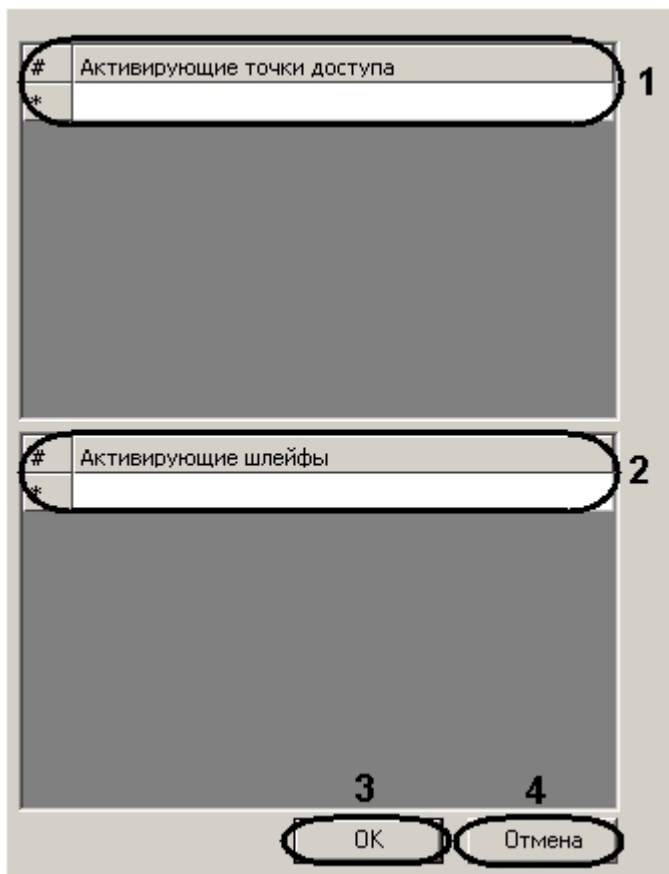 # Активирующие точки доступа 1
*
# Активирующие шлейфы 2
*
3 4
OK Отмена